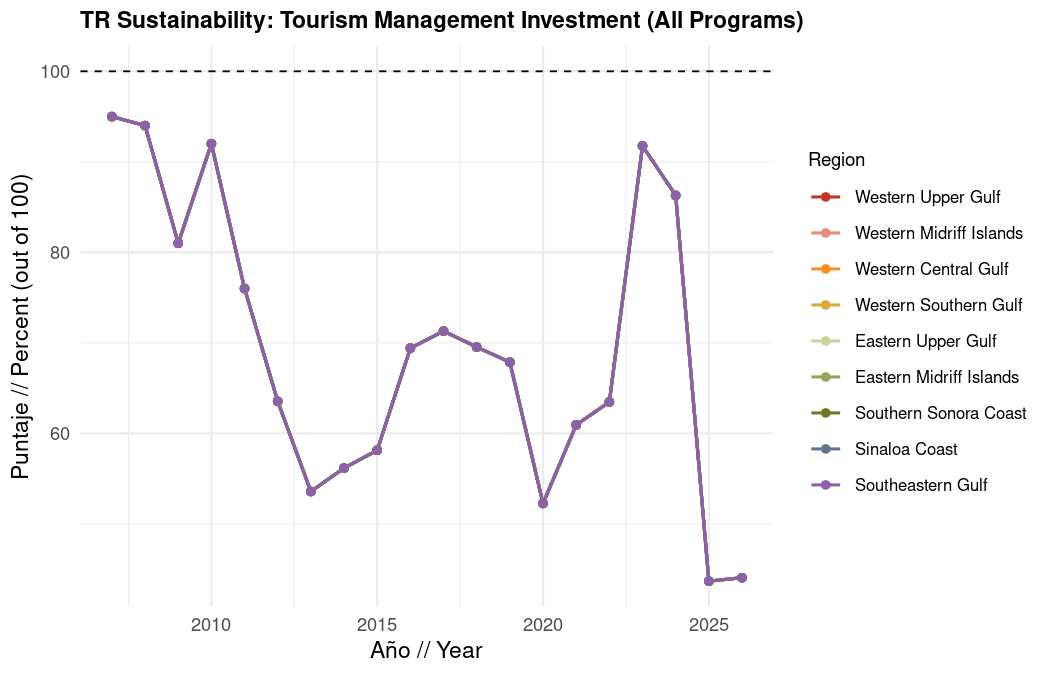 TR Sustainability: Tourism Management Investment (All Programs)
Puntaje // Percent (out of 100)
100
80
60
2010
2015
2020
2025
Año // Year
Region
Western Upper Gulf
Western Midriff Islands
Western Central Gulf
Western Southern Gulf
Eastern Upper Gulf
Eastern Midriff Islands
Southern Sonora Coast
Sinaloa Coast
Southeastern Gulf